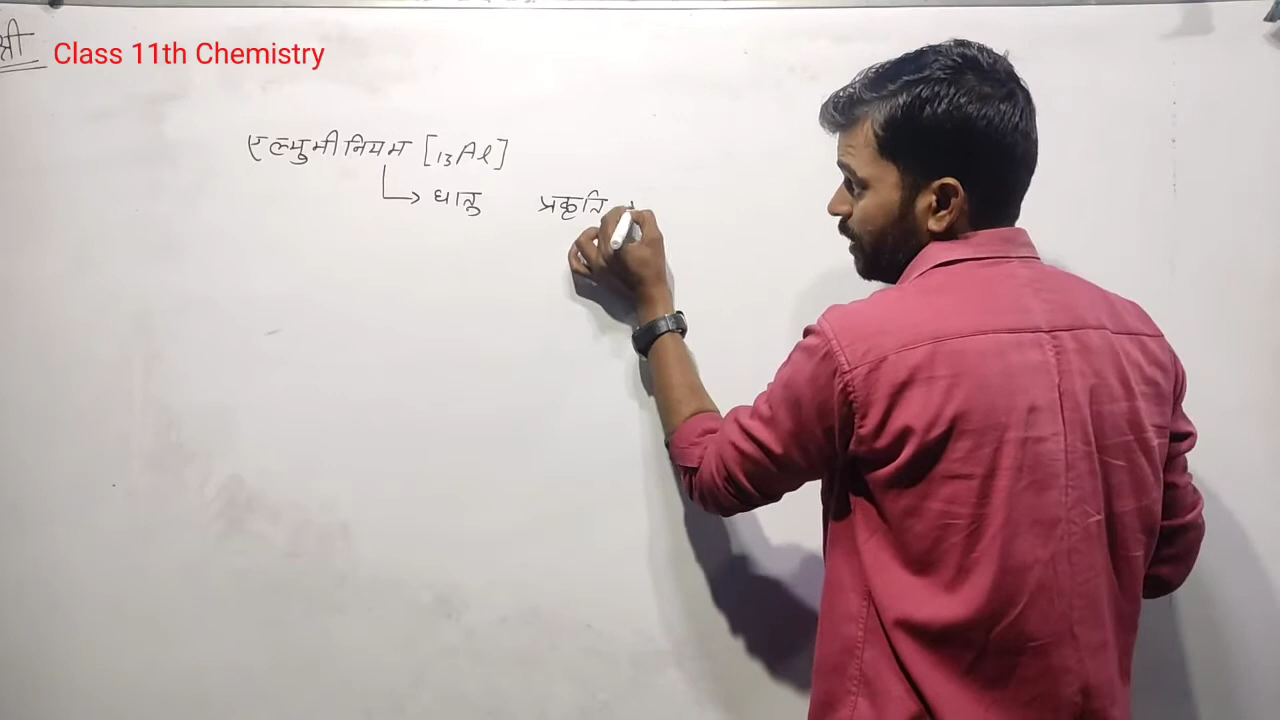 श्री
Class 11th Chemistry
एल्युमीनियम [₁₃Al]
धातु प्रकृति